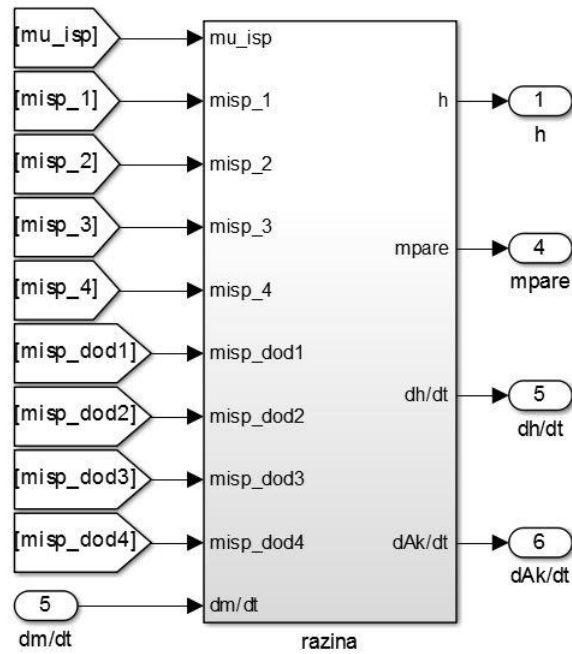 [mu_isp] mu_isp
[misp_1] misp_1 h 1
h
[misp_2] misp_2
[misp_3] misp_3 mpare 4
mpare
[misp_4] misp_4
[misp_dod1] misp_dod1
dh/dt 5
dh/dt
[misp_dod2] misp_dod2
[misp_dod3] misp_dod3
[misp_dod4] misp_dod4 dAk/dt 6
dAk/dt
5 dm/dt
dm/dt
razina